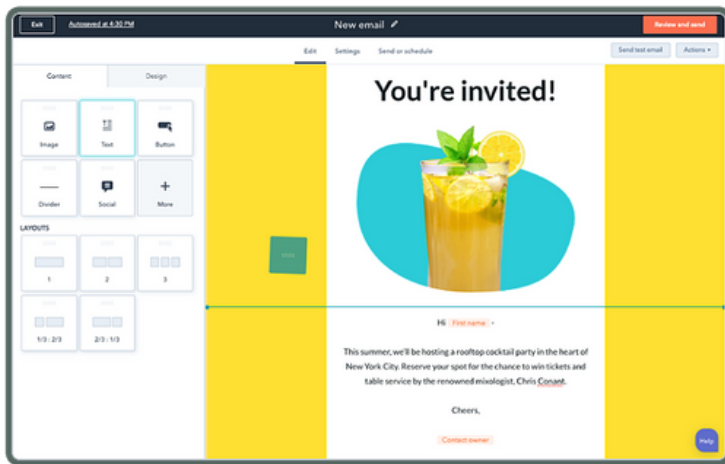 Exit
Autosaved at 4:30 PM
New email
Review and send
Edit
Settings
Send or schedule
Send test email
Actions
Content
Design
Image
Text
Button
Divider
Social
More
LAYOUTS
1
2
3
1/3 : 2/3
2/3 : 1/3
You're invited!
Hi First name -
This summer, we'll be hosting a rooftop cocktail party in the heart of
New York City. Reserve your spot for the chance to win tickets and
table service by the renowned mixologist, Chris Conant.
Cheers,
Contact owner
Help